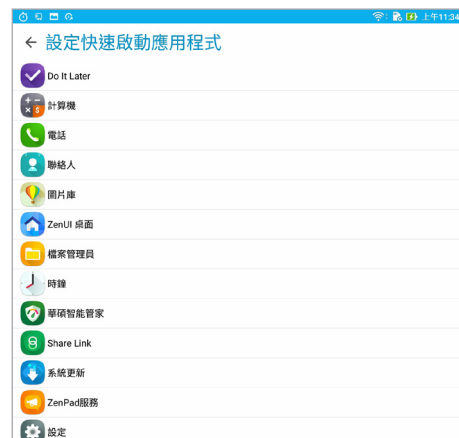 上午11:34
設定快速啟動應用程式
Do It Later
計算機
電話
聯絡人
圖片庫
ZenUI 桌面
檔案管理員
時鐘
華碩智能管家
Share Link
系統更新
ZenPad服務
設定